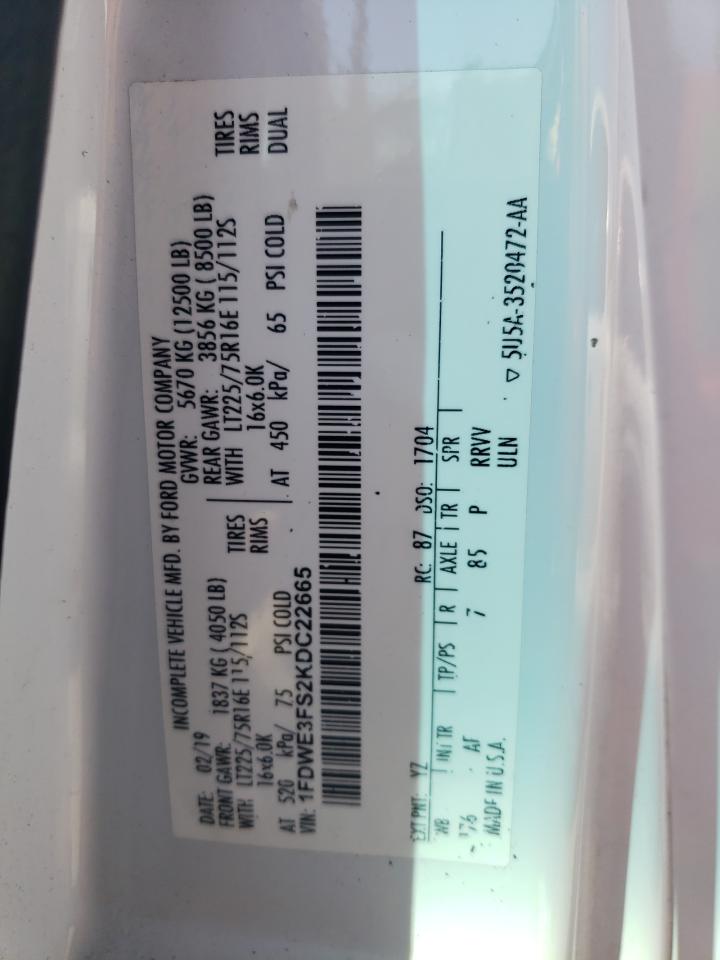 INCOMPLETE VEHICLE MFD. BY FORD MOTOR COMPANY
DATE: 02/19 GVWR: 5670 KG (12500 LB)
FRONT GAWR: 1837 KG ( 4050 LB) REAR GAWR: 3856 KG ( 8500 LB)
WITH LT225/75R16E 115/112S TIRES WITH LT225/75R16E 115/112S TIRES
16x6.0K RIMS 16x6.0K RIMS
AT 520 kPa/ 75 PSI COLD AT 450 kPa/ 65 PSI COLD DUAL
VIN: 1FDWE3FS2KDC22665
EXT PNT: YZ RC: 87 DSO: 1704
WB INT TR TP/PS R AXLE TR SPR
176 AF 7 85 P RRVV
MADE IN U.S.A. ULN
▽ 5U5A-3520472-AA